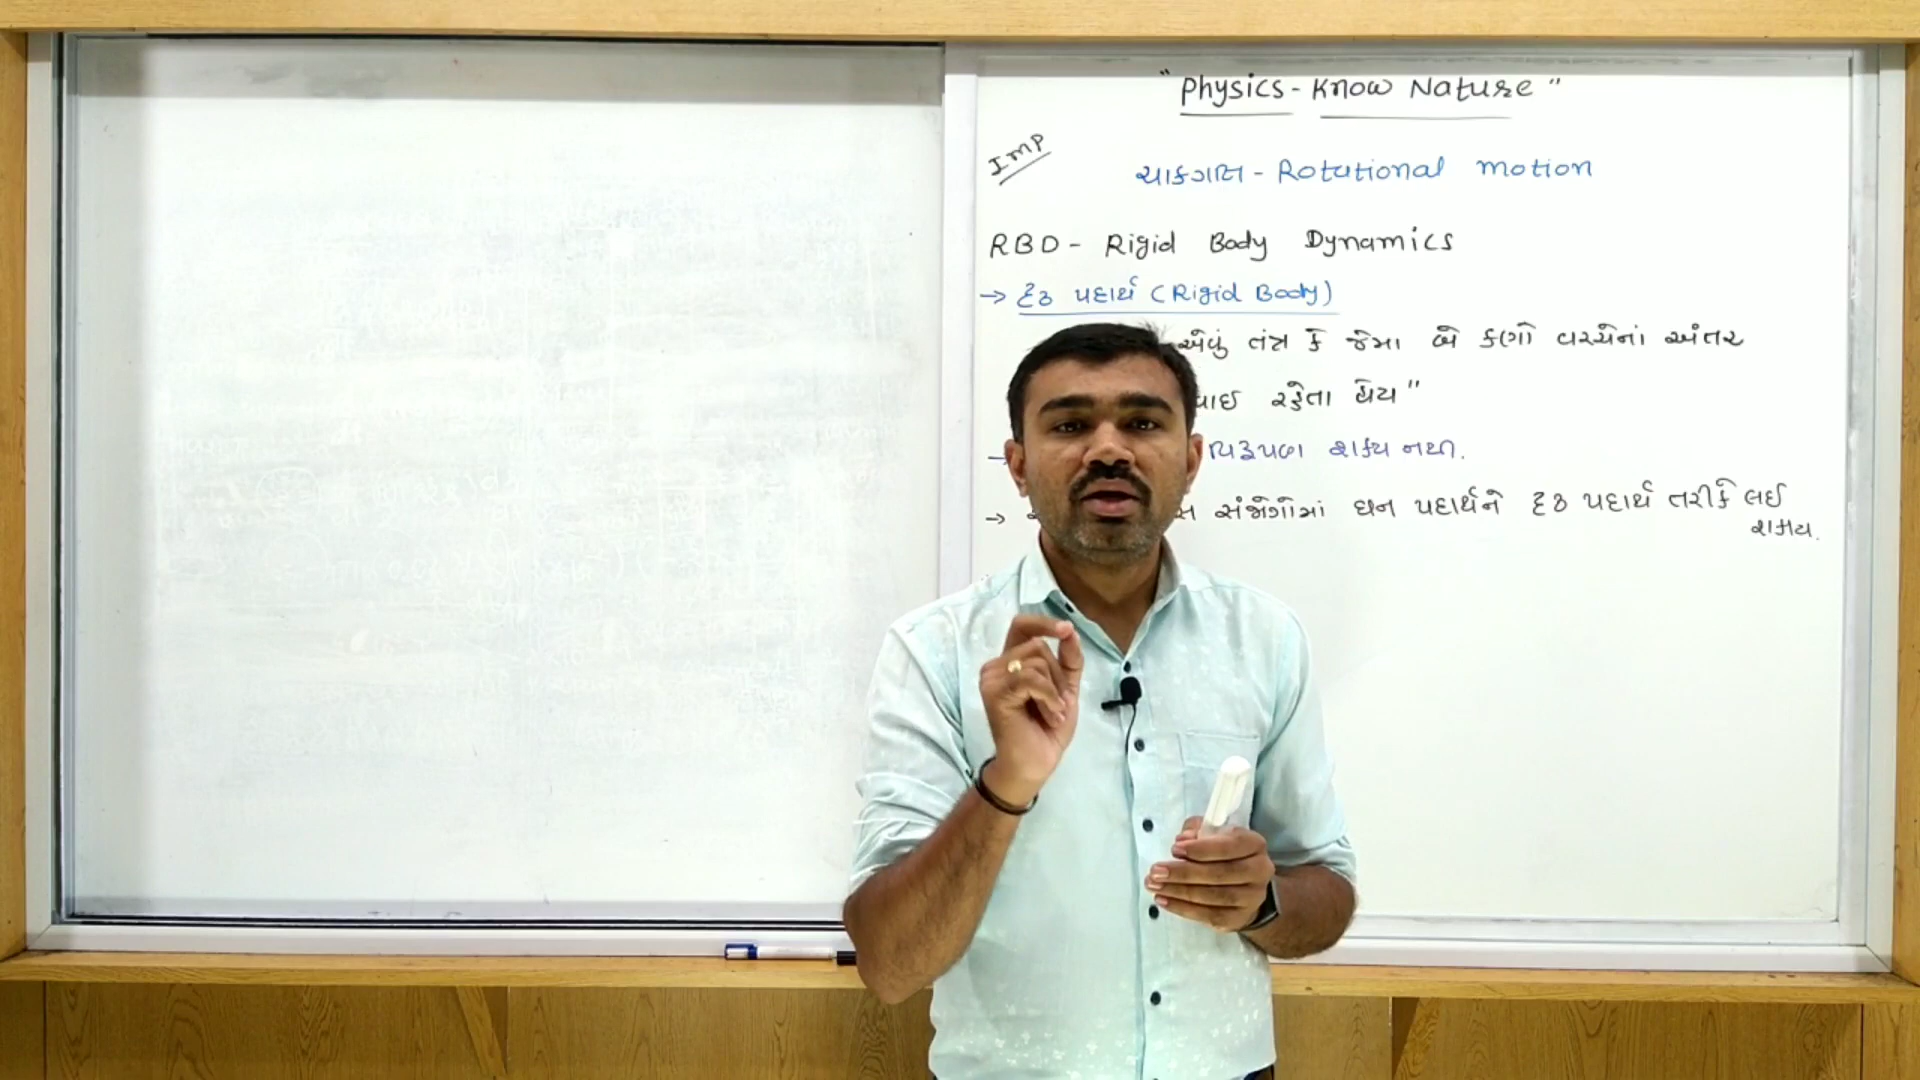 "Physics - Know Nature"
IMP
ચાકગતિ - Rotational motion
RBD - Rigid Body Dynamics
→ દૃઢ પદાર્થ (Rigid Body)
એવું તંત્ર કે જેમા બે કણો વચ્ચેનાં અંતર
રહેતા હોય"
શક્ય નથી.
→ સંજોગોમાં ઘન પદાર્થને દૃઢ પદાર્થ તરીકે લઈ
શકાય.